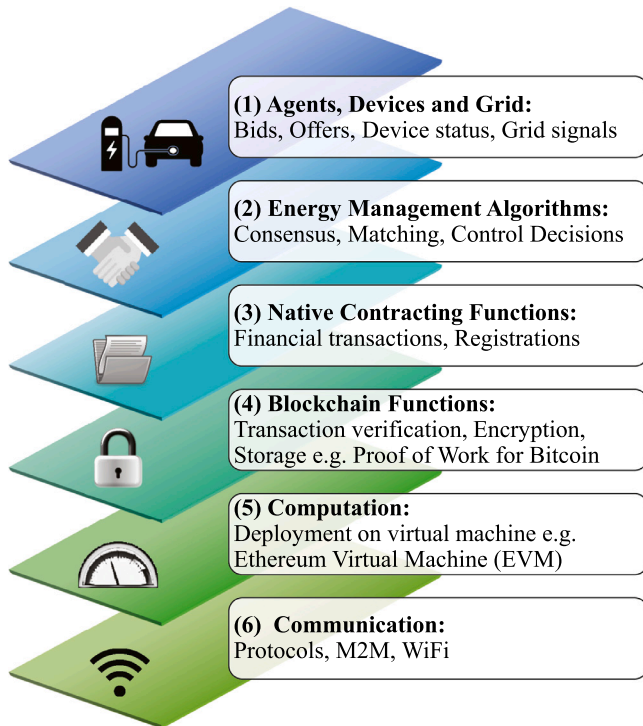 (1) Agents, Devices and Grid:
Bids, Offers, Device status, Grid signals
(2) Energy Management Algorithms:
Consensus, Matching, Control Decisions
(3) Native Contracting Functions:
Financial transactions, Registrations
(4) Blockchain Functions:
Transaction verification, Encryption,
Storage e.g. Proof of Work for Bitcoin
(5) Computation:
Deployment on virtual machine e.g.
Ethereum Virtual Machine (EVM)
(6) Communication:
Protocols, M2M, WiFi